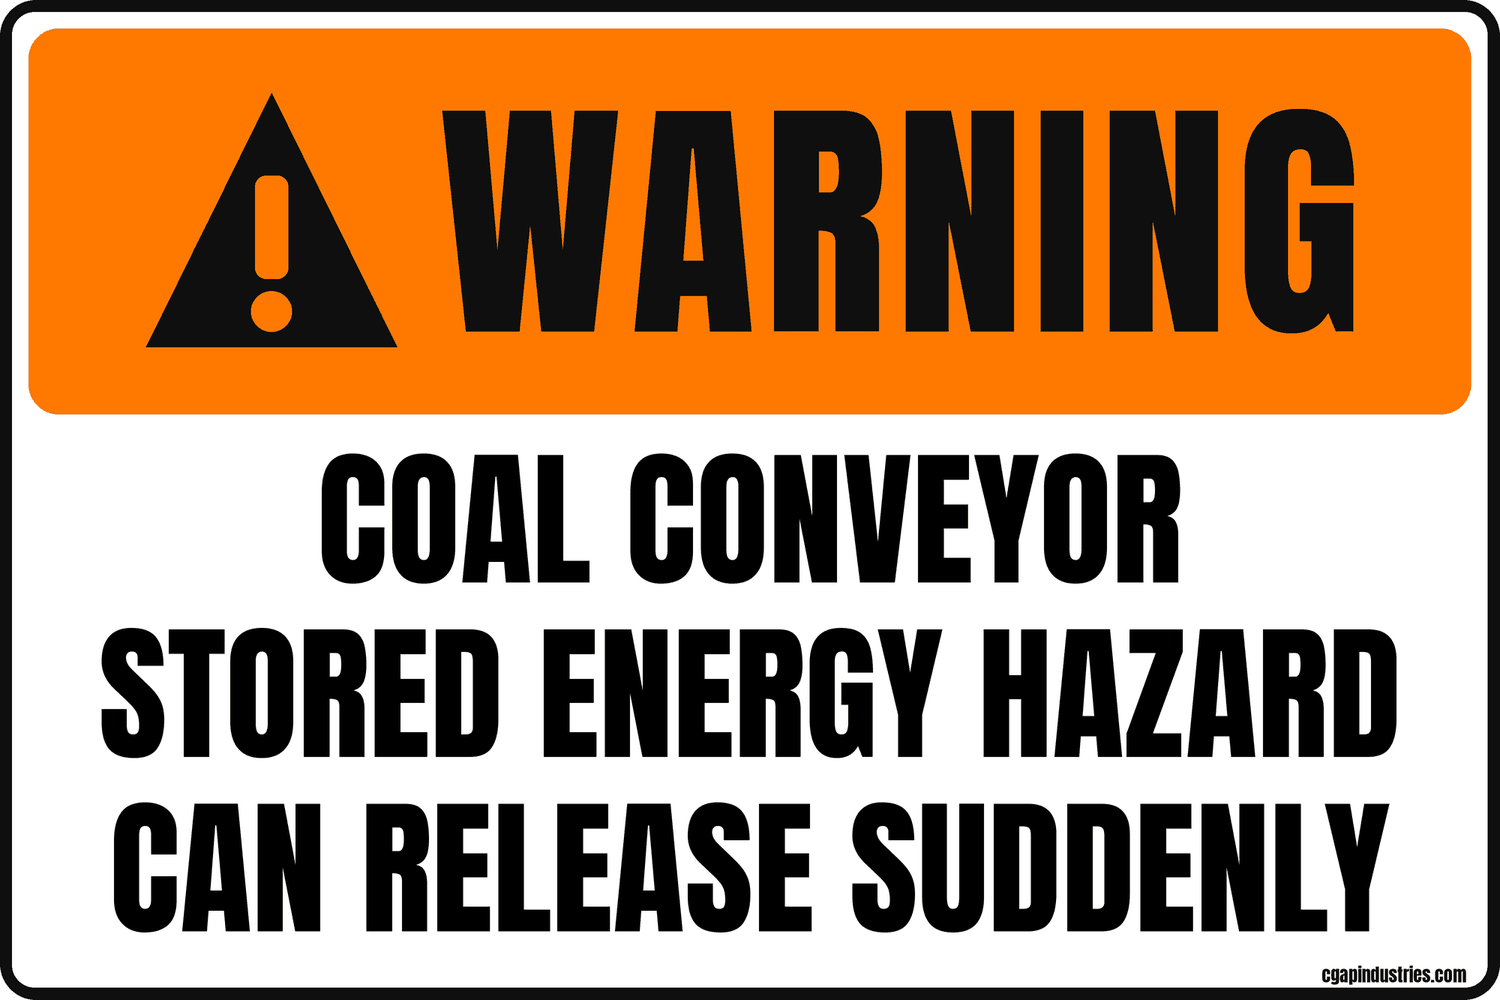 WARNING
COAL CONVEYOR
STORED ENERGY HAZARD
CAN RELEASE SUDDENLY
cgapindustries.com